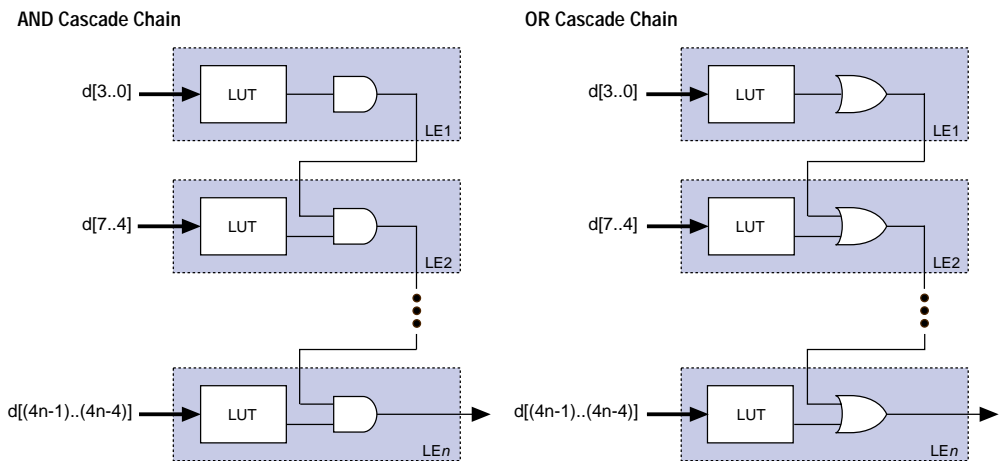 AND Cascade Chain
d[3..0]
LUT
LE1
d[7..4]
LUT
LE2
d[(4n-1)..(4n-4)]
LUT
LEn
OR Cascade Chain
d[3..0]
LUT
LE1
d[7..4]
LUT
LE2
d[(4n-1)..(4n-4)]
LUT
LEn